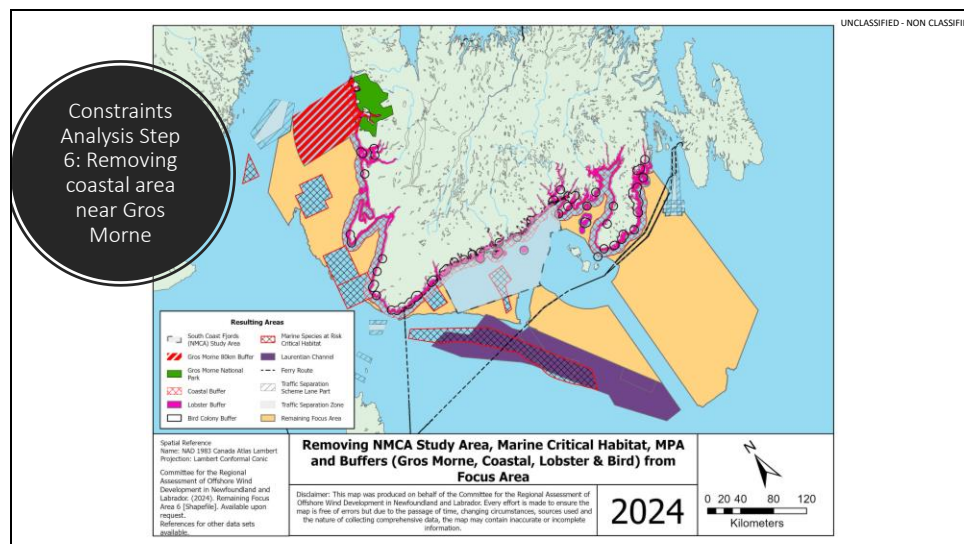 UNCLASSIFIED - NON CLASSIFI
Constraints
Analysis Step
6: Removing
coastal area
near Gros
Morne
Resulting Areas
South Coast Fjords
(NMCA) Study Area
Gros Morne 80km Buffer
Gros Morne National
Park
Coastal Buffer
Lobster Buffer
Bird Colony Buffer
Marine Species at Risk
Critical Habitat
Laurentian Channel
Ferry Route
Traffic Separation
Scheme Lane Part
Traffic Separation Zone
Remaining Focus Area
Spatial Reference
Name: NAD 1983 Canada Atlas Lambert
Projection: Lambert Conformal Conic
Committee for the Regional
Assessment of Offshore Wind
Development in Newfoundland and
Labrador. (2024). Remaining Focus
Area 6 [Shapefile]. Available upon
request.
References for other data sets
available.
Removing NMCA Study Area, Marine Critical Habitat, MPA
and Buffers (Gros Morne, Coastal, Lobster & Bird) from
Focus Area
Disclaimer: This map was produced on behalf of the Committee for the Regional Assessment of
Offshore Wind Development in Newfoundland and Labrador. Every effort is made to ensure the
map is free of errors but due to the passage of time, changing circumstances, sources used and
the nature of collecting comprehensive data, the map may contain inaccurate or incomplete
information.
2024
N
0 20 40 80 120
Kilometers